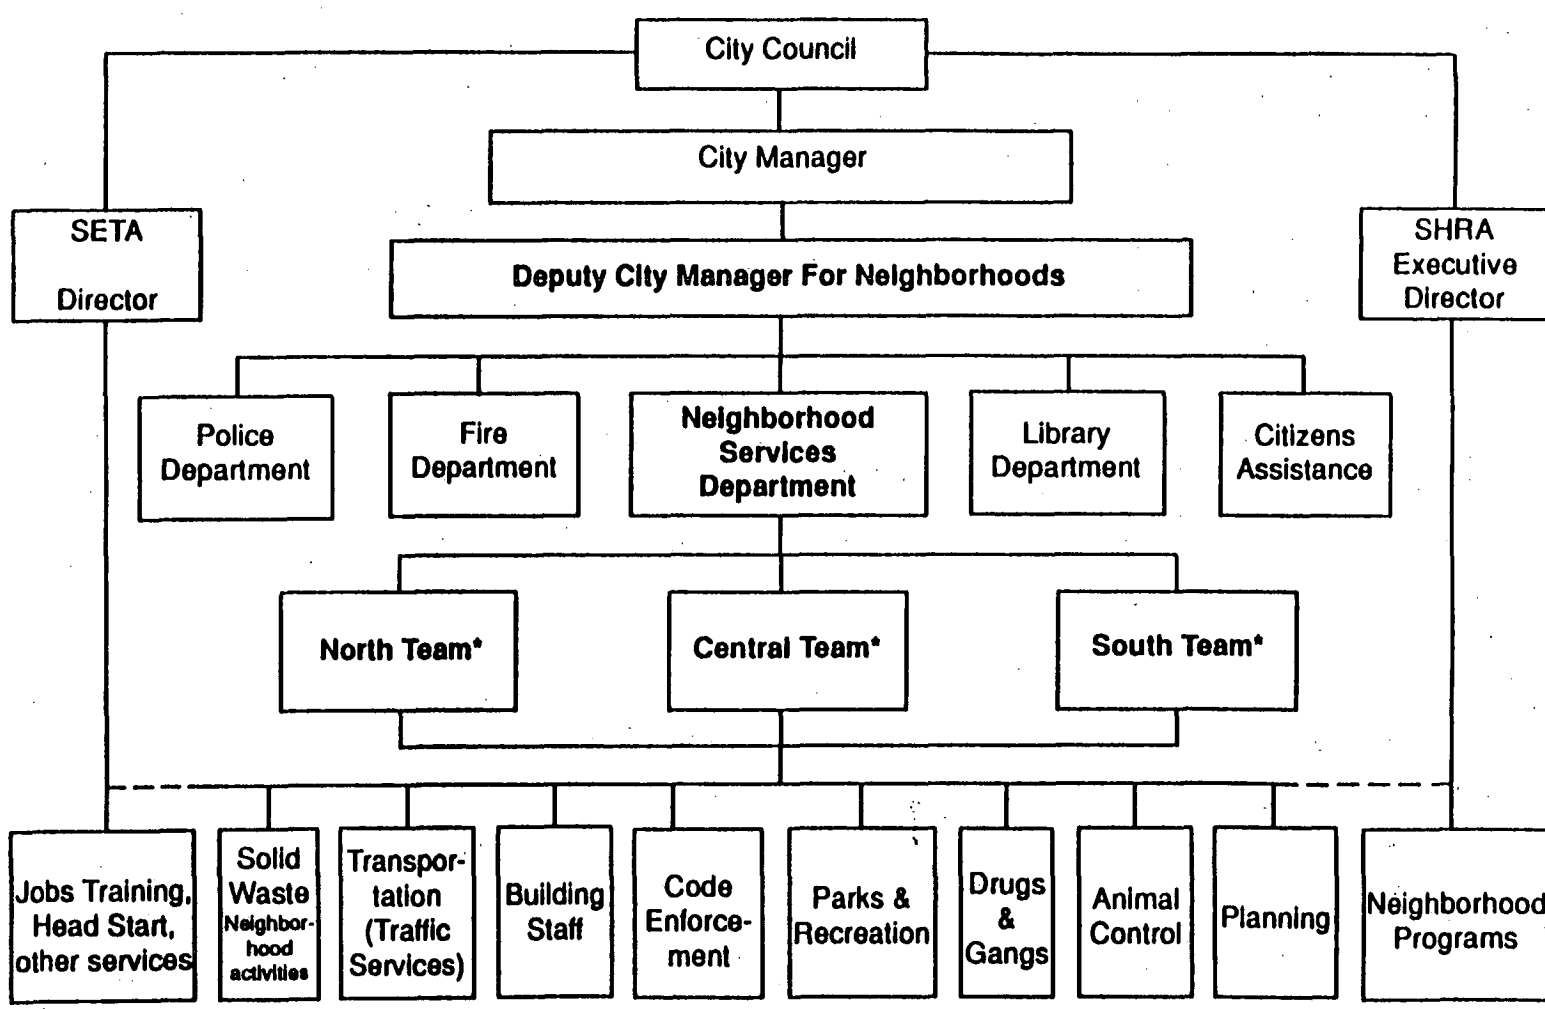 City Council
City Manager
SETA
Director
SHRA
Executive
Director
Deputy City Manager For Neighborhoods
Police
Department
Fire
Department
Neighborhood
Services
Department
Library
Department
Citizens
Assistance
North Team*
Central Team*
South Team*
Jobs Training,
Head Start,
other services
Solid
Waste
Neighbor-
hood
activities
Transpor-
tation
(Traffic
Services)
Building
Staff
Code
Enforce-
ment
Parks &
Recreation
Drugs
&
Gangs
Animal
Control
Planning
Neighborhood
Programs